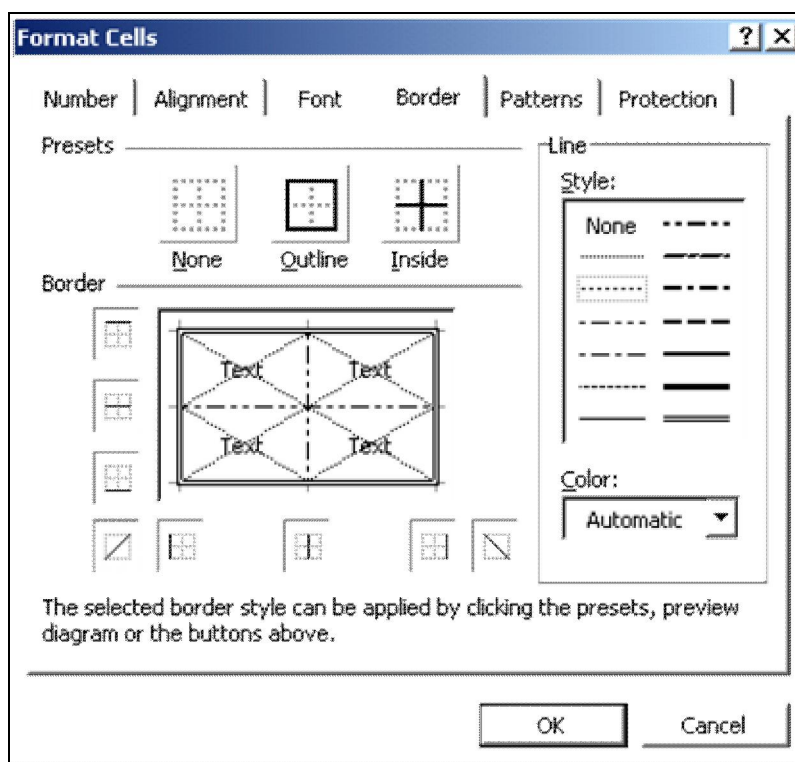 Format Cells
Number Alignment Font Border Patterns Protection
Presets
None Outline Inside
Border
Text Text
Text Text
Line
Style:
None
Color:
Automatic
The selected border style can be applied by clicking the presets, preview
diagram or the buttons above.
OK Cancel